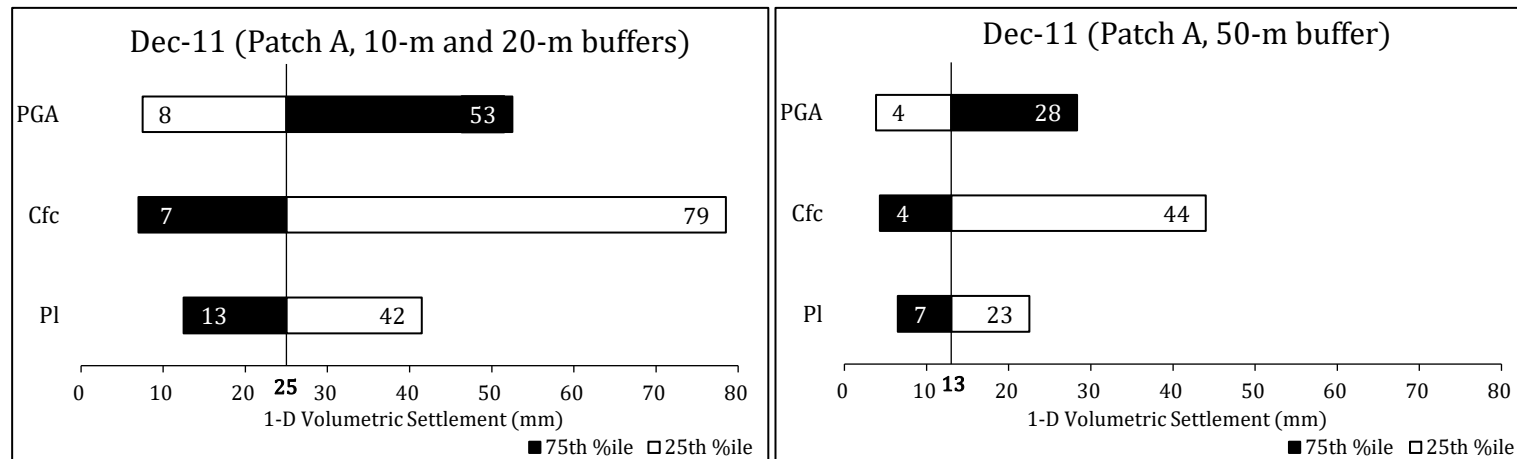 Dec-11 (Patch A, 10-m and 20-m buffers)
PGA
8
53
Cfc
7
79
Pl
13
42
0 10 20 25 30 40 50 60 70 80
1-D Volumetric Settlement (mm)
75th %ile 25th %ile
Dec-11 (Patch A, 50-m buffer)
PGA
4
28
Cfc
4
44
Pl
7
23
0 10 13 20 30 40 50 60 70 80
1-D Volumetric Settlement (mm)
75th %ile 25th %ile